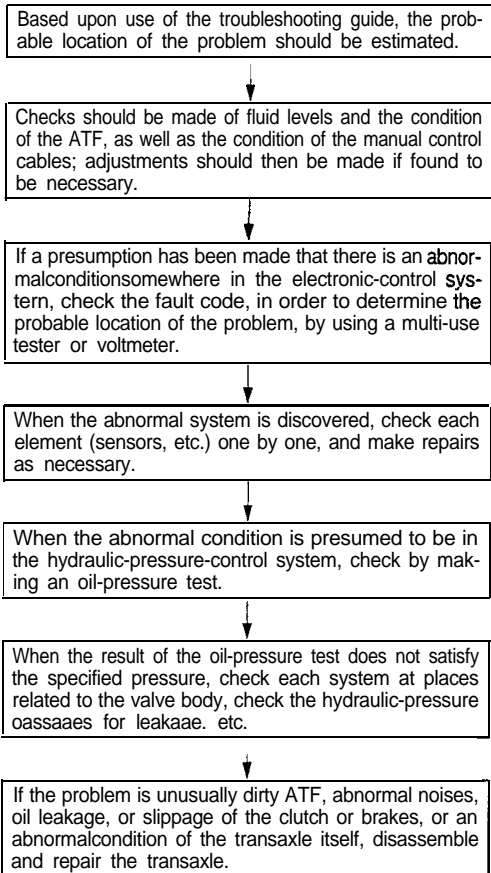 Based upon use of the troubleshooting guide, the prob-
able location of the problem should be estimated.
Checks should be made of fluid levels and the condition
of the ATF, as well as the condition of the manual control
cables; adjustments should then be made if found to
be necessary.
If a presumption has been made that there is an abnor-
malconditionsomewhere in the electronic-control sys-
tern, check the fault code, in order to determine the
probable location of the problem, by using a multi-use
tester or voltmeter.
When the abnormal system is discovered, check each
element (sensors, etc.) one by one, and make repairs
as necessary.
When the abnormal condition is presumed to be in
the hydraulic-pressure-control system, check by mak-
ing an oil-pressure test.
When the result of the oil-pressure test does not satisfy
the specified pressure, check each system at places
related to the valve body, check the hydraulic-pressure
oassaaes for leakaae. etc.
If the problem is unusually dirty ATF, abnormal noises,
oil leakage, or slippage of the clutch or brakes, or an
abnormalcondition of the transaxle itself, disassemble
and repair the transaxle.